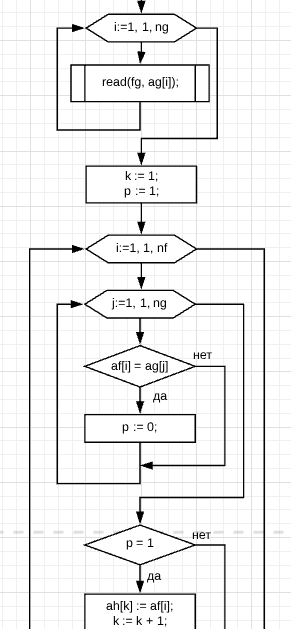 i:=1, 1, ng
read(fg, ag[i]);
k := 1;
p := 1;
i:=1, 1, nf
j:=1, 1, ng
нет
af[i] = ag[j]
да
p := 0;
нет
p = 1
да
ah[k] := af[i];
k := k + 1;